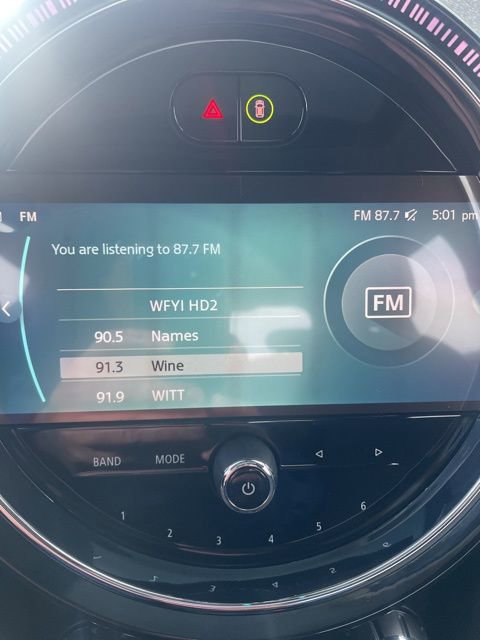 FM FM 87.7 5:01 pm
You are listening to 87.7 FM
FM
WFYI HD2
90.5 Names
91.3 Wine
91.9 WITT
BAND MODE
1 2 3 4 5 6